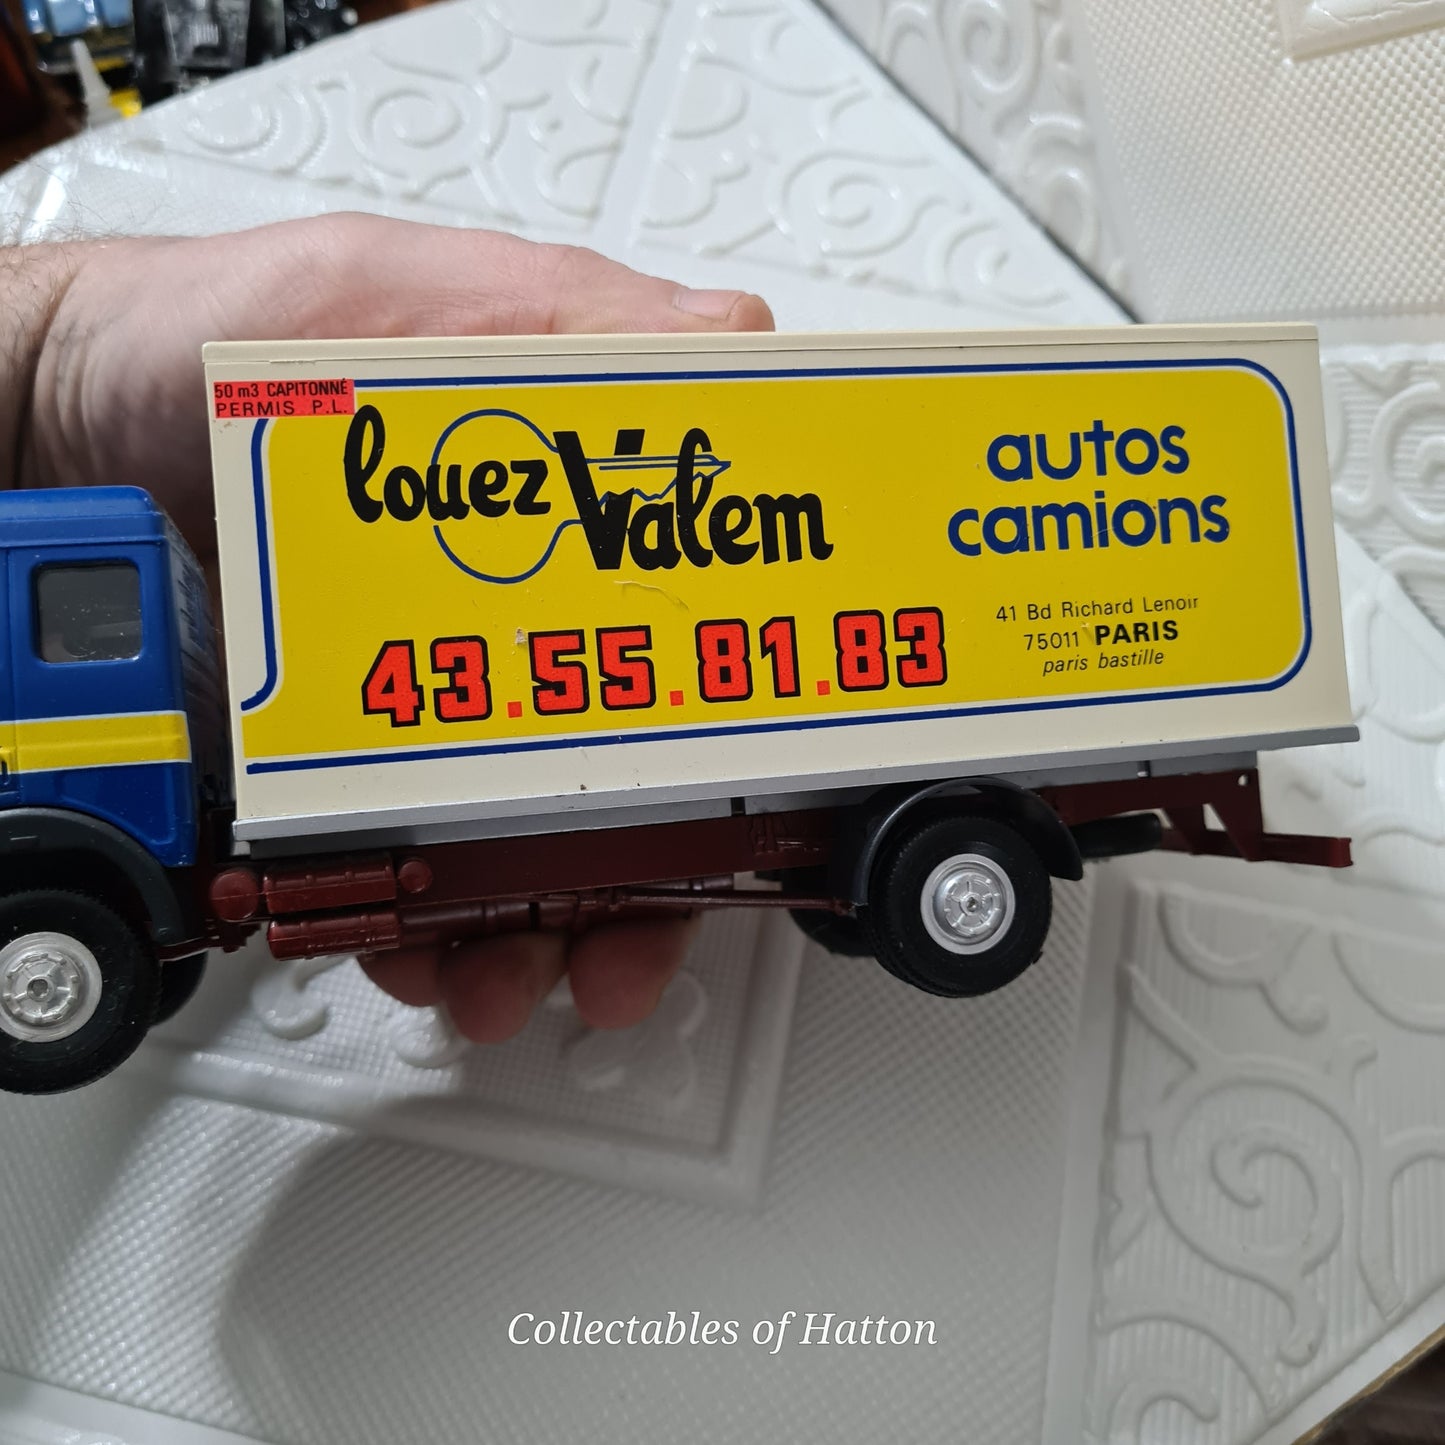 50 m3 CAPITONNÉ
PERMIS P.L.
louez Valem
autos
camions
43.55.81.83
41 Bd Richard Lenoir
75011 PARIS
paris bastille
Collectables of Hatton